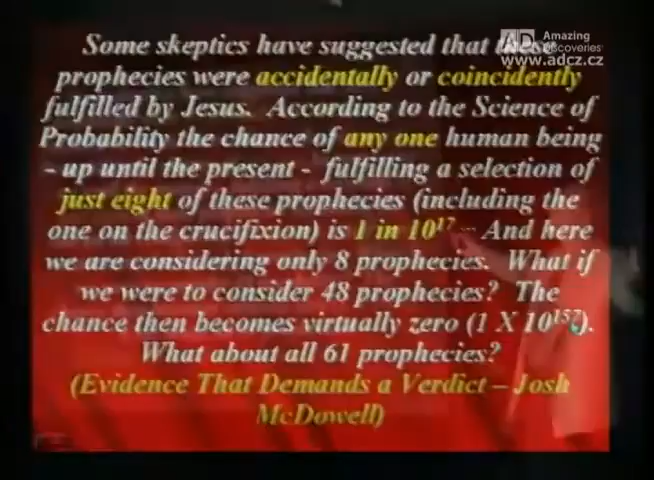 AD Amazing Discoveries
www.adcz.cz
Some skeptics have suggested that these
prophecies were accidentally or coincidently
fulfilled by Jesus. According to the Science of
Probability the chance of any one human being
- up until the present - fulfilling a selection of
just eight of these prophecies (including the
one on the crucifixion) is 1 in 10¹⁷... And here
we are considering only 8 prophecies. What if
we were to consider 48 prophecies? The
chance then becomes virtually zero (1 X 10¹⁵⁷).
What about all 61 prophecies?
(Evidence That Demands a Verdict – Josh
McDowell)